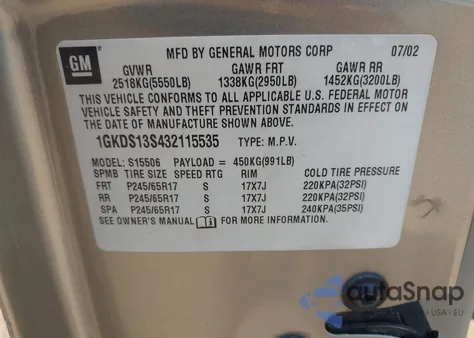 GM
MFD BY GENERAL MOTORS CORP 07/02
GVWR GAWR FRT GAWR RR
2518KG(5550LB) 1338KG(2950LB) 1452KG(3200LB)
THIS VEHICLE CONFORMS TO ALL APPLICABLE U.S. FEDERAL MOTOR
VEHICLE SAFETY AND THEFT PREVENTION STANDARDS IN EFFECT ON
THE DATE OF MANUFACTURE SHOWN ABOVE.
1GKDS13S432115535 TYPE: M.P.V.
MODEL: S15506 PAYLOAD = 450KG(991LB)
SPMB TIRE SIZE SPEED RTG RIM COLD TIRE PRESSURE
FRT P245/65R17 S 17X7J 220KPA(32PSI)
RR P245/65R17 S 17X7J 220KPA(32PSI)
SPA P245/65R17 S 17X7J 240KPA(35PSI)
SEE OWNER'S MANUAL FOR MORE INFORMATION.
autoSnap
USA - EU